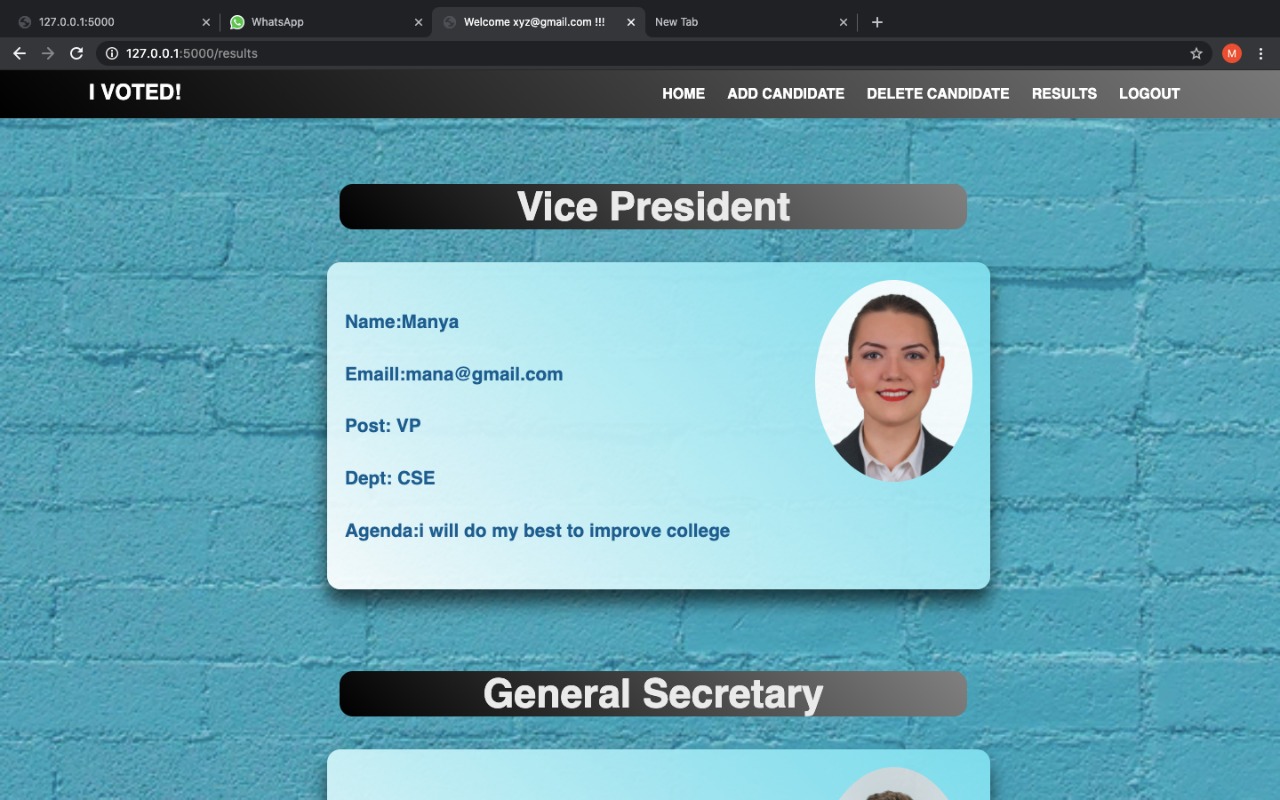 127.0.0.1:5000
WhatsApp
Welcome xyz@gmail.com !!!
New Tab
127.0.0.1:5000/results
M
I VOTED!
HOME
ADD CANDIDATE
DELETE CANDIDATE
RESULTS
LOGOUT
Vice President
Name:Manya
Emaill:mana@gmail.com
Post: VP
Dept: CSE
Agenda:i will do my best to improve college
General Secretary